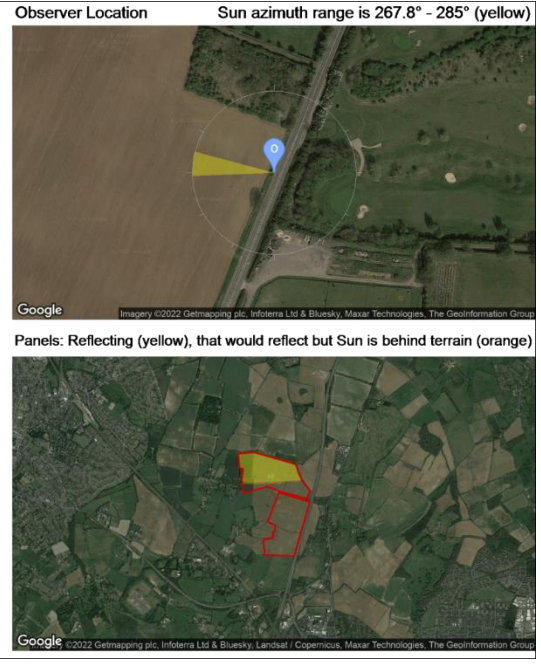 Observer Location Sun azimuth range is 267.8° - 285° (yellow)
O
Google
Imagery ©2022 Getmapping plc, Infoterra Ltd & Bluesky, Maxar Technologies, The GeoInformation Group
Panels: Reflecting (yellow), that would reflect but Sun is behind terrain (orange)
Google
©2022 Getmapping plc, Infoterra Ltd & Bluesky, Landsat / Copernicus, Maxar Technologies, The GeoInformation Group